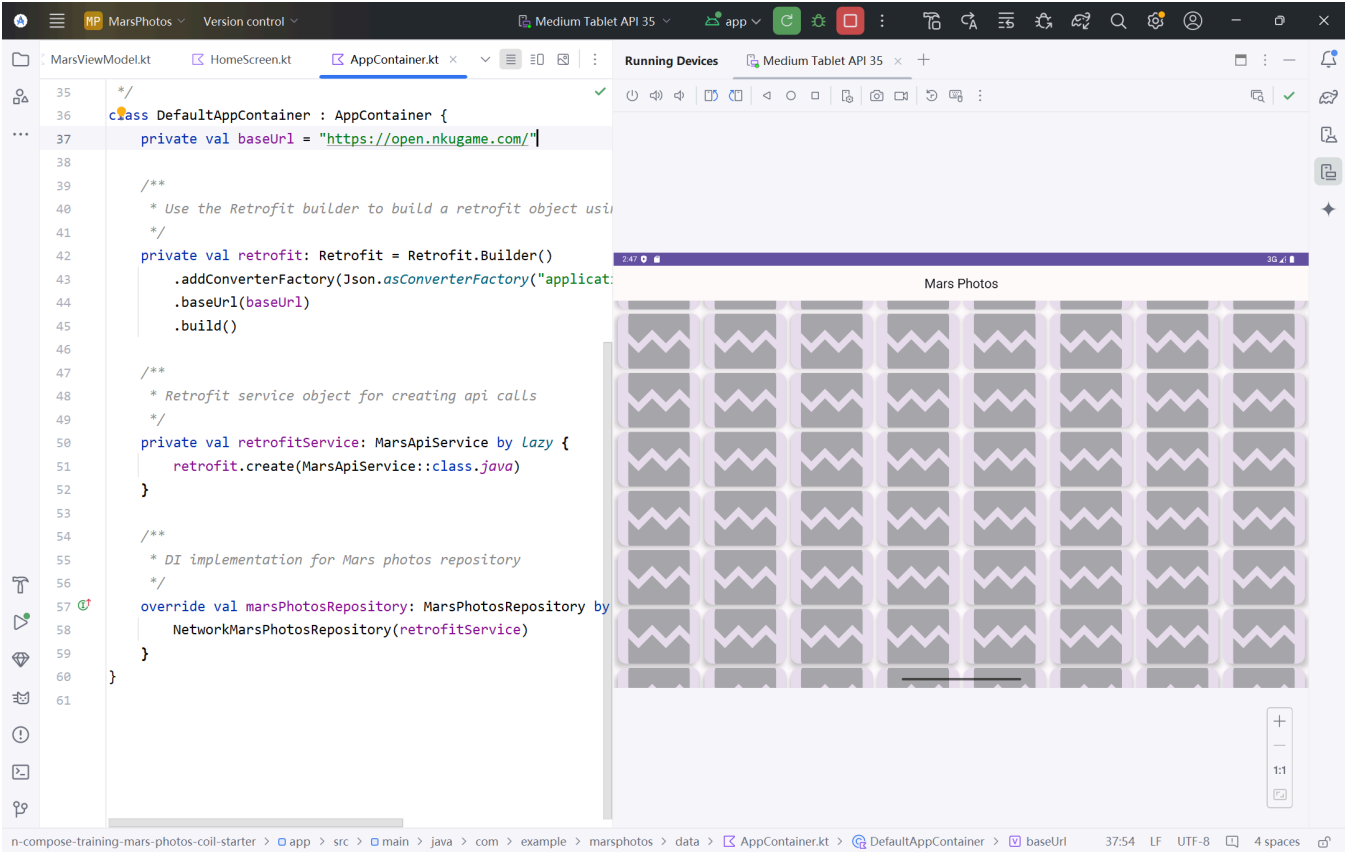 MP MarsPhotos Version control Medium Tablet API 35 app
MarsViewModel.kt HomeScreen.kt AppContainer.kt
Running Devices Medium Tablet API 35
35 */
36 class DefaultAppContainer : AppContainer {
37 private val baseUrl = "https://open.nkugame.com/"
38
39 /**
40 * Use the Retrofit builder to build a retrofit object usi
41 */
42 private val retrofit: Retrofit = Retrofit.Builder()
43 .addConverterFactory(Json.asConverterFactory("applicat
44 .baseUrl(baseUrl)
45 .build()
46
47 /**
48 * Retrofit service object for creating api calls
49 */
50 private val retrofitService: MarsApiService by lazy {
51 retrofit.create(MarsApiService::class.java)
52 }
53
54 /**
55 * DI implementation for Mars photos repository
56 */
57 override val marsPhotosRepository: MarsPhotosRepository by
58 NetworkMarsPhotosRepository(retrofitService)
59 }
60 }
61
2:47 3G
Mars Photos
1:1
n-compose-training-mars-photos-coil-starter > app > src > main > java > com > example > marsphotos > data > AppContainer.kt > DefaultAppContainer > baseUrl 37:54 LF UTF-8 4 spaces